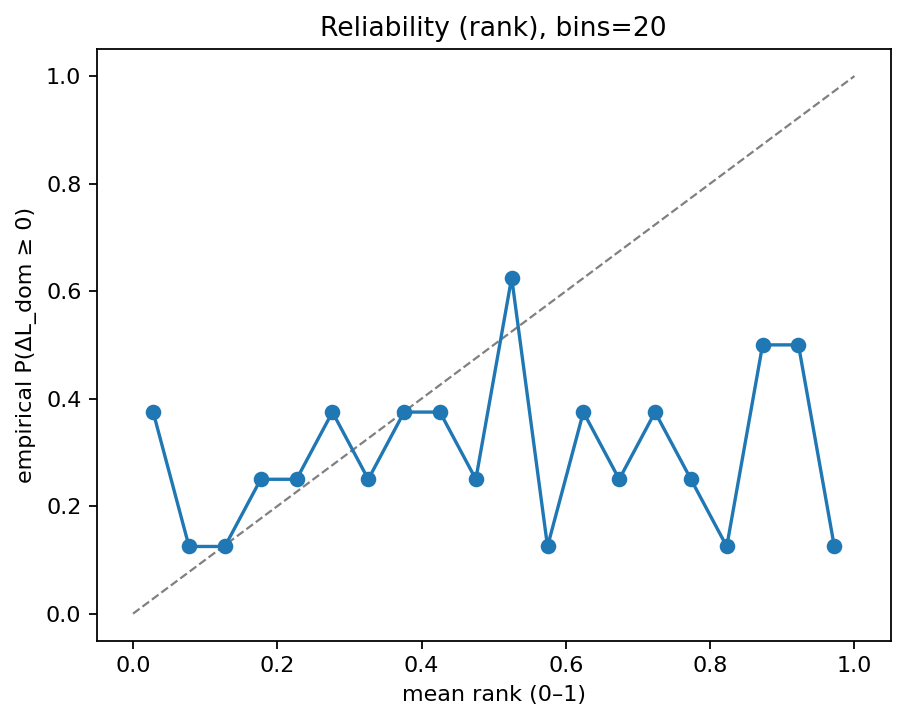 Reliability (rank), bins=20
empirical P(ΔL_dom ≥ 0)
1.0
0.8
0.6
0.4
0.2
0.0
0.0 0.2 0.4 0.6 0.8 1.0
mean rank (0–1)